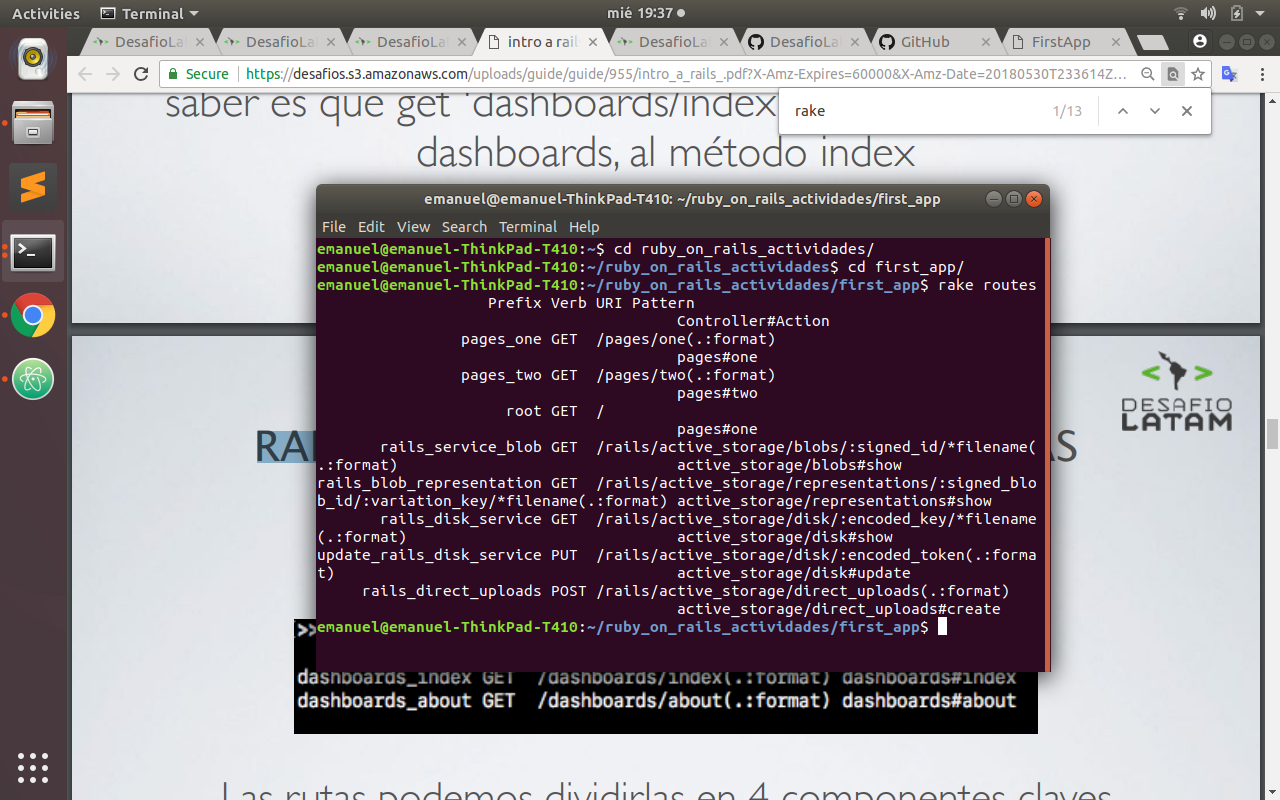 Activities
Terminal
mié 19:37
DesafioLa
DesafioLa
DesafioLa
intro a rail
DesafioLa
DesafioLa
GitHub
FirstApp
Secure
https://desafios.s3.amazonaws.com/uploads/guide/guide/955/intro_a_rails_.pdf?X-Amz-Expires=60000&X-Amz-Date=20180530T233614Z...
rake
1/13
saber es que get 'dashboards/index
dashboards, al método index
emanuel@emanuel-ThinkPad-T410: ~/ruby_on_rails_actividades/first_app
File Edit View Search Terminal Help
emanuel@emanuel-ThinkPad-T410:~$ cd ruby_on_rails_actividades/
emanuel@emanuel-ThinkPad-T410:~/ruby_on_rails_actividades$ cd first_app/
emanuel@emanuel-ThinkPad-T410:~/ruby_on_rails_actividades/first_app$ rake routes
Prefix Verb URI Pattern
Controller#Action
pages_one GET /pages/one(.:format)
pages#one
pages_two GET /pages/two(.:format)
pages#two
root GET /
pages#one
rails_service_blob GET /rails/active_storage/blobs/:signed_id/*filename(
.:format) active_storage/blobs#show
rails_blob_representation GET /rails/active_storage/representations/:signed_blo
b_id/:variation_key/*filename(.:format) active_storage/representations#show
rails_disk_service GET /rails/active_storage/disk/:encoded_key/*filename
(.:format) active_storage/disk#show
update_rails_disk_service PUT /rails/active_storage/disk/:encoded_token(.:forma
t) active_storage/disk#update
rails_direct_uploads POST /rails/active_storage/direct_uploads(.:format)
active_storage/direct_uploads#create
emanuel@emanuel-ThinkPad-T410:~/ruby_on_rails_actividades/first_app$
DESAFIO
LATAM
>>
dashboards_index GET /dashboards/index(.:format) dashboards#index
dashboards_about GET /dashboards/about(.:format) dashboards#about
Las rutas podemos dividirlas en 4 componentes claves